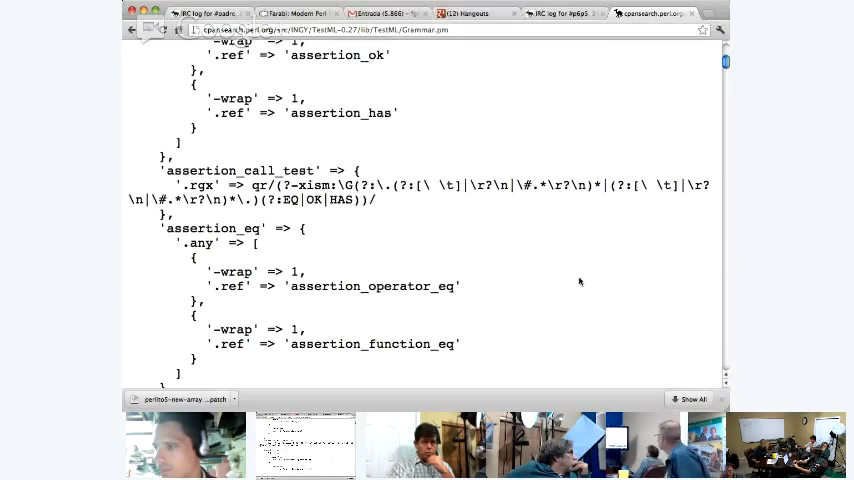 IRC log for #padre,
Farabi: Modern Perl
Entrada (5.866)
(12) Hangouts
IRC log for #p6p5,
cpansearch.perl.org
cpansearch.perl.org/src/INGY/TestML-0.27/lib/TestML/Grammar.pm
'-wrap' => 1,
'.ref' => 'assertion_ok'
},
{
'-wrap' => 1,
'.ref' => 'assertion_has'
}
]
},
'assertion_call_test' => {
'.rgx' => qr/(?-xism:\G(?:\.(?:[\ \t]|\r?\n|\#.*\r?\n)*|(?:[\ \t]|\r?
\n|\#.*\r?\n)*\.)(?:EQ|OK|HAS))/
},
'assertion_eq' => {
'.any' => [
{
'-wrap' => 1,
'.ref' => 'assertion_operator_eq'
},
{
'-wrap' => 1,
'.ref' => 'assertion_function_eq'
}
]
}
perlito5-new-array ....patch
Show All